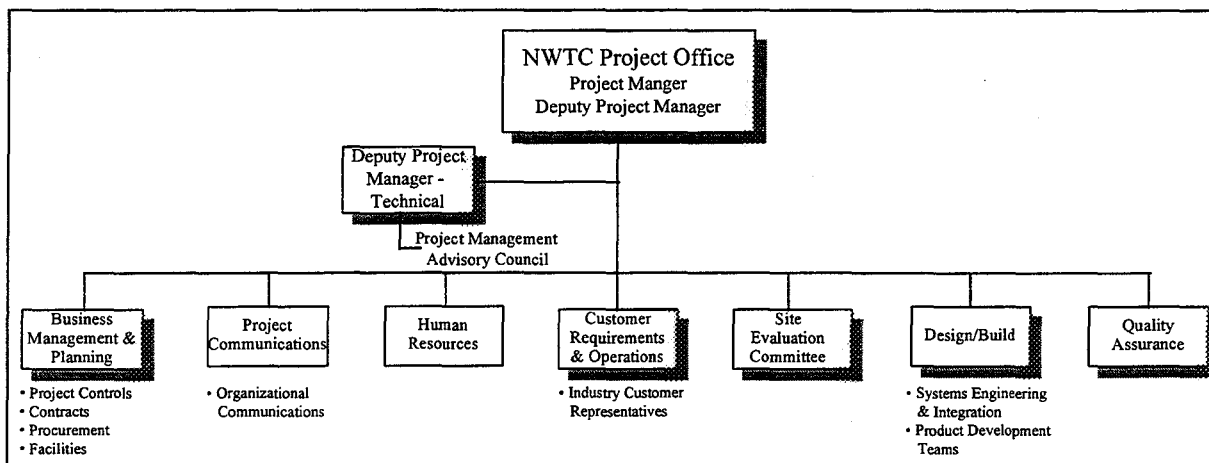 NWTC Project Office
Project Manger
Deputy Project Manager
Deputy Project
Manager -
Technical
Project Management
Advisory Council
Business
Management &
Planning
• Project Controls
• Contracts
• Procurement
• Facilities
Project
Communications
• Organizational
Communications
Human
Resources
Customer
Requirements
& Operations
• Industry Customer
Representatives
Site
Evaluation
Committee
Design/Build
• Systems Engineering
& Integration
• Product Development
Teams
Quality
Assurance